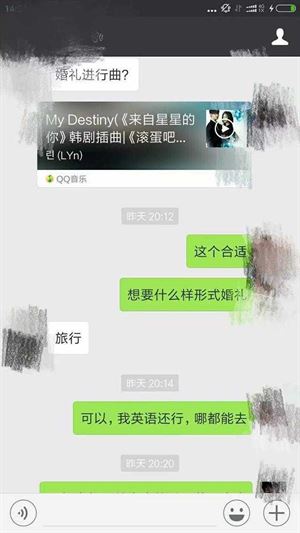 婚礼进行曲?
My Destiny(《来自星星的
你》韩剧插曲|《滚蛋吧...
린 (LYn)
QQ音乐
昨天 20:12
这个合适
想要什么样形式婚礼
旅行
昨天 20:14
可以，我英语还行，哪都能去
昨天 20:20